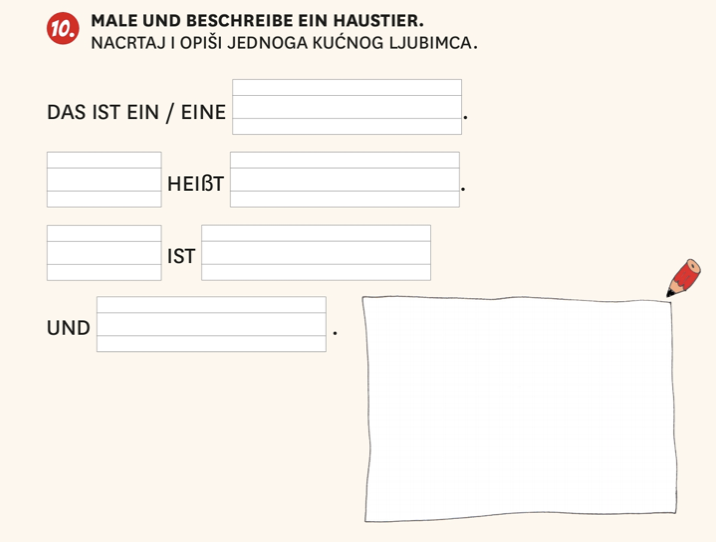 10. MALE UND BESCHREIBE EIN HAUSTIER.
NACRTAJ I OPIŠI JEDNOGA KUĆNOG LJUBIMCA.
DAS IST EIN / EINE .
HEIßT .
IST
UND .